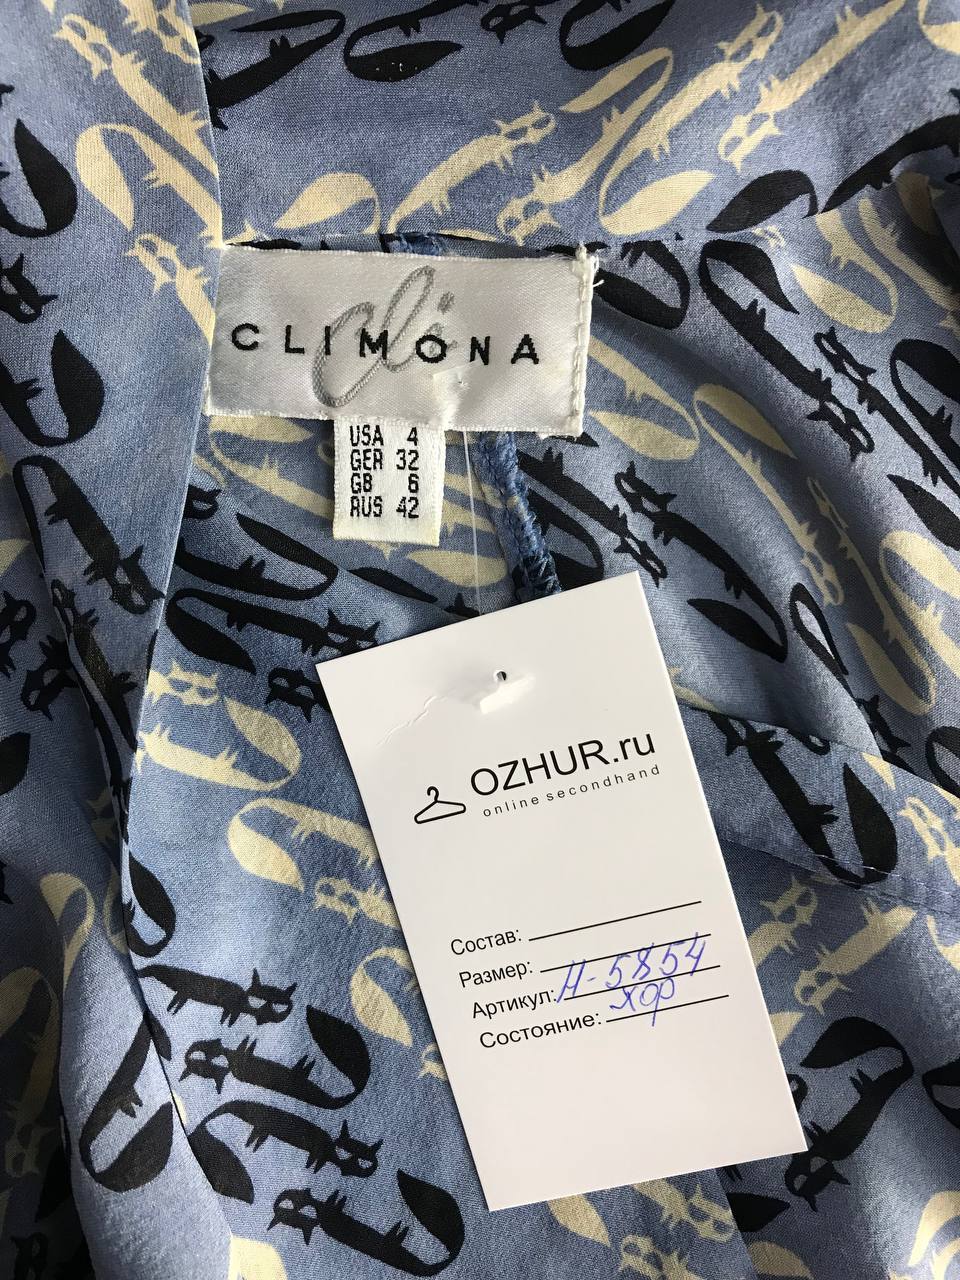 cli
CLIMONA
USA 4
GER 32
GB 6
RUS 42
OZHUR.ru
online secondhand
Состав:
Размер:
Артикул: Н-5854
Состояние: хор